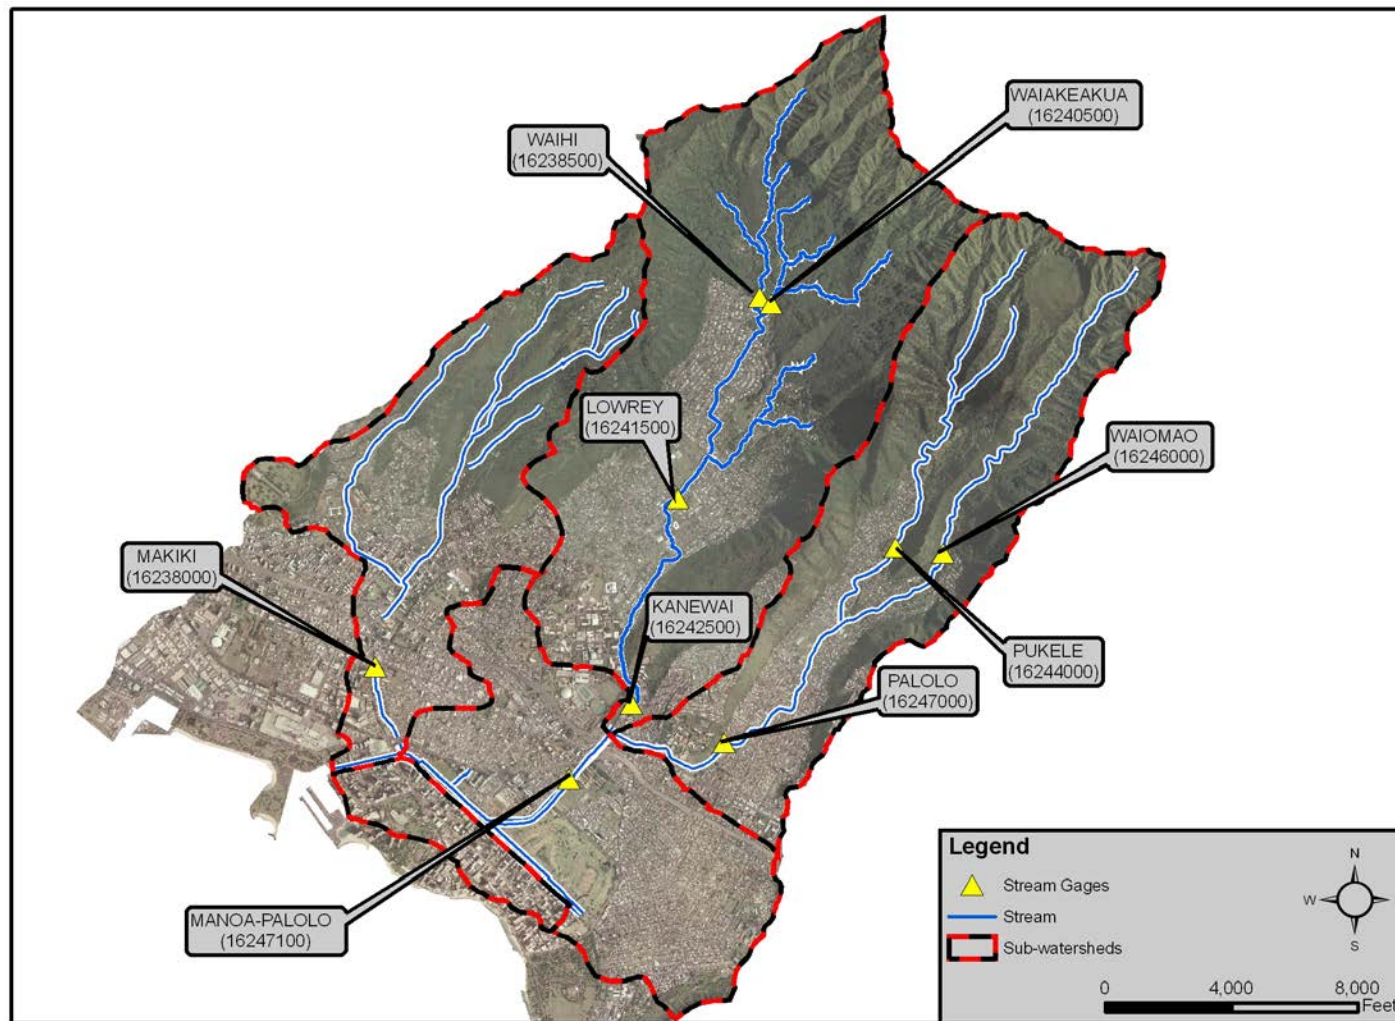 WAIAKEAKUA
(16240500)
WAIHI
(16238500)
LOWREY
(16241500)
WAIOMAO
(16246000)
MAKIKI
(16238000)
KANEWAI
(16242500)
PUKELE
(16244000)
PALOLO
(16247000)
MANOA-PALOLO
(16247100)
Legend
Stream Gages
Stream
Sub-watersheds
N
W
S
0 4,000 8,000
Feet